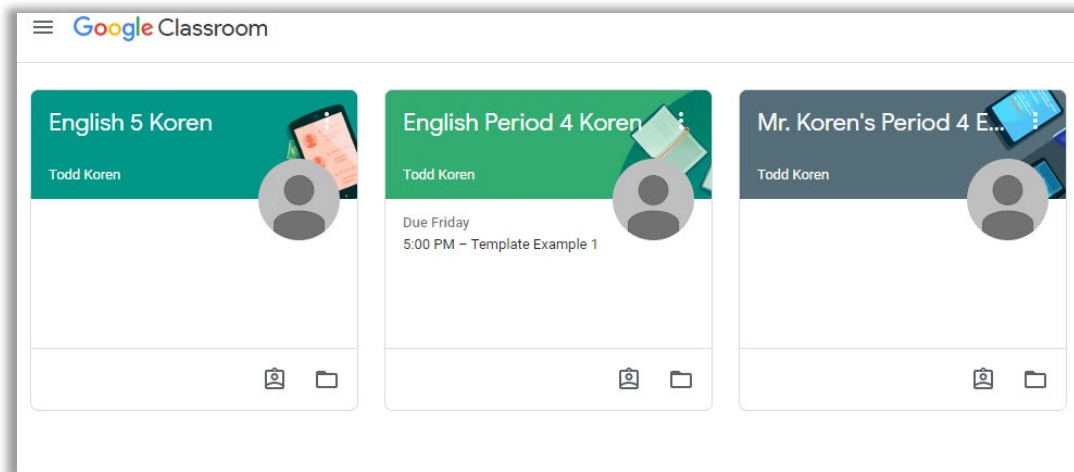 Google Classroom
English 5 Koren
Todd Koren
English Period 4 Koren
Todd Koren
Due Friday
5:00 PM – Template Example 1
Mr. Koren's Period 4 E...
Todd Koren